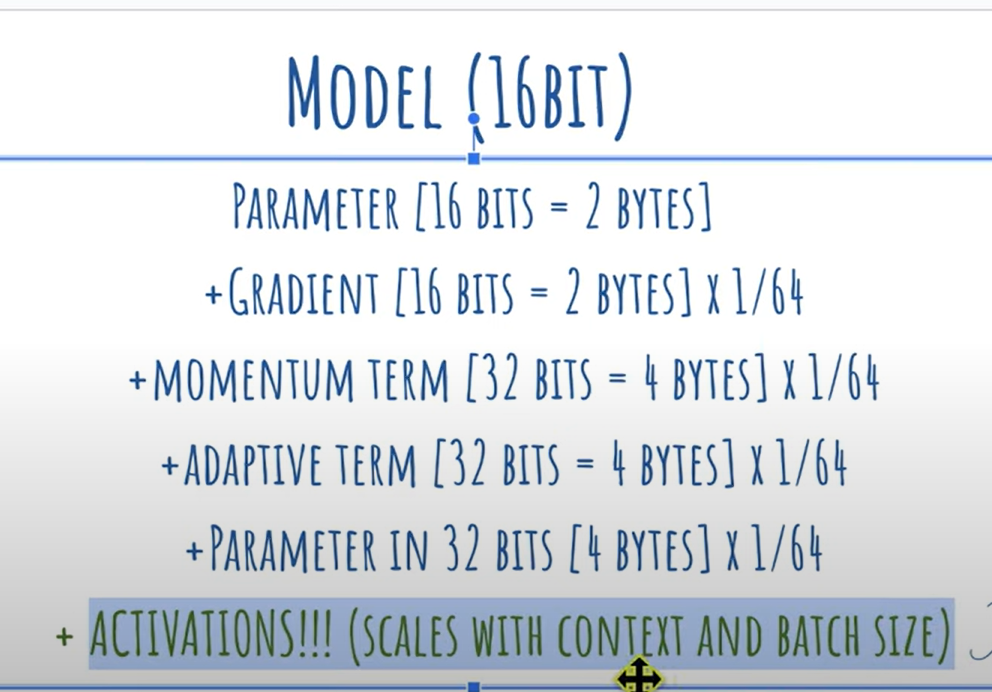 MODEL (16BIT)
PARAMETER [16 BITS = 2 BYTES]
+GRADIENT [16 BITS = 2 BYTES] X 1/64
+MOMENTUM TERM [32 BITS = 4 BYTES] X 1/64
+ADAPTIVE TERM [32 BITS = 4 BYTES] X 1/64
+PARAMETER IN 32 BITS [4 BYTES] X 1/64
+ ACTIVATIONS!!! (SCALES WITH CONTEXT AND BATCH SIZE)